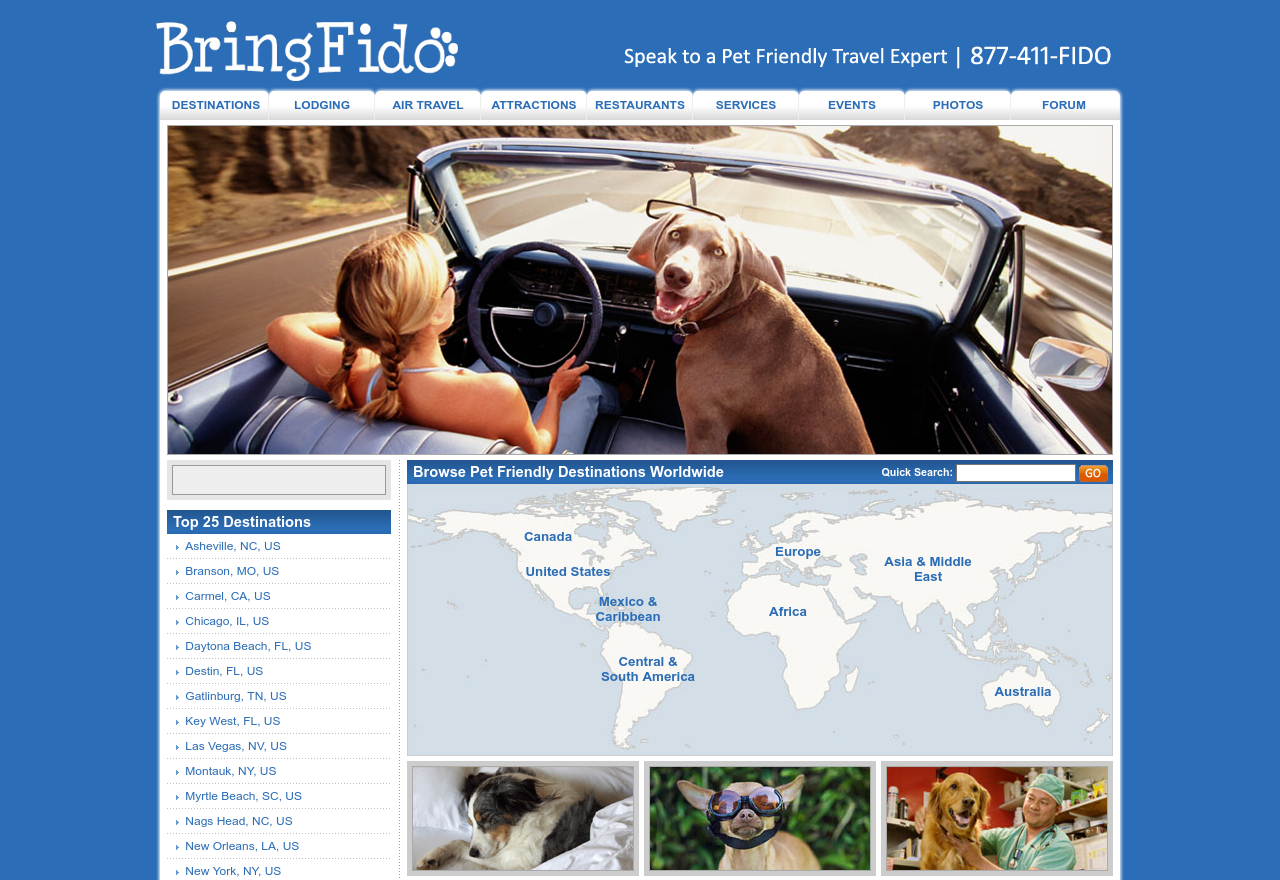 BringFido
Speak to a Pet Friendly Travel Expert | 877-411-FIDO
DESTINATIONS LODGING AIR TRAVEL ATTRACTIONS RESTAURANTS SERVICES EVENTS PHOTOS FORUM
Browse Pet Friendly Destinations Worldwide
Quick Search: GO
Top 25 Destinations
Asheville, NC, US
Branson, MO, US
Carmel, CA, US
Chicago, IL, US
Daytona Beach, FL, US
Destin, FL, US
Gatlinburg, TN, US
Key West, FL, US
Las Vegas, NV, US
Montauk, NY, US
Myrtle Beach, SC, US
Nags Head, NC, US
New Orleans, LA, US
New York, NY, US
Canada
United States
Mexico &
Caribbean
Central &
South America
Europe
Africa
Asia & Middle
East
Australia